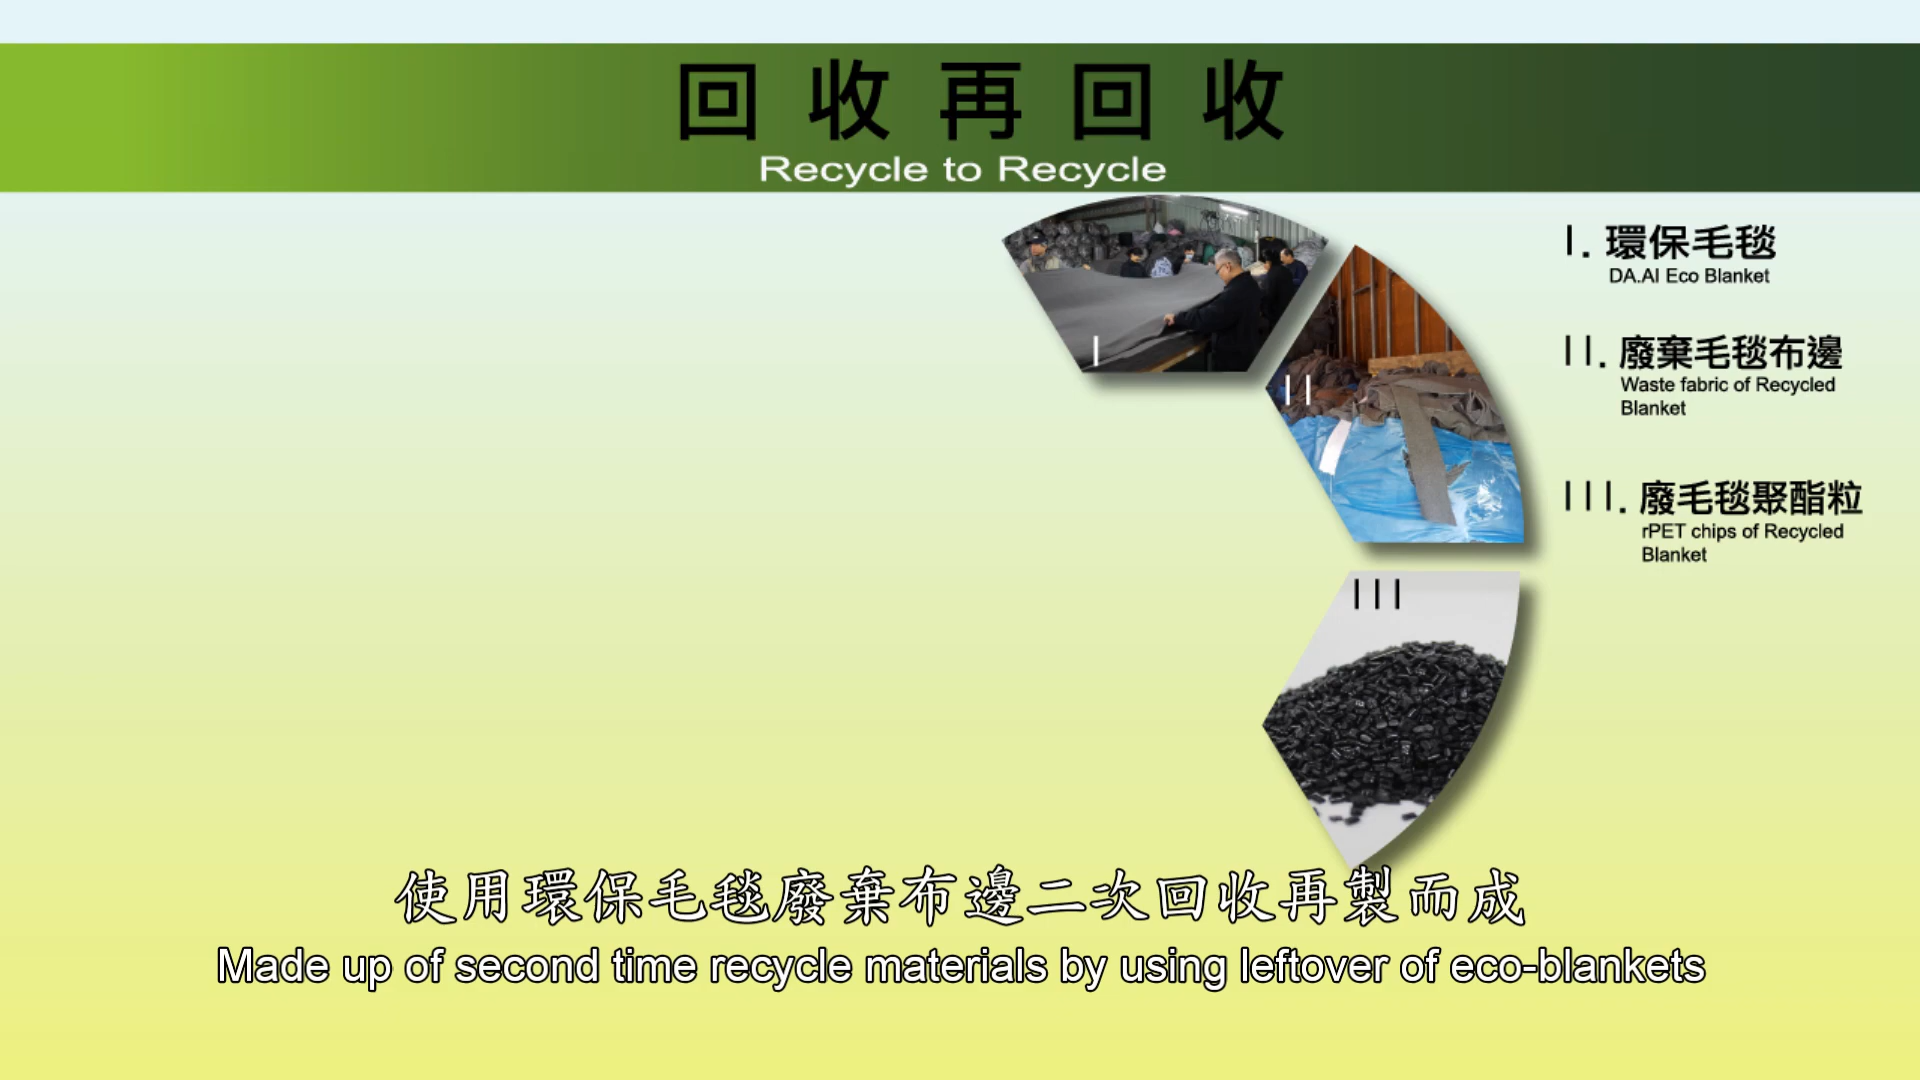 回收再回收
Recycle to Recycle
I. 環保毛毯
DA.AI Eco Blanket
II. 廢棄毛毯布邊
Waste fabric of Recycled
Blanket
III. 廢毛毯聚酯粒
rPET chips of Recycled
Blanket
I
II
III
使用環保毛毯廢棄布邊二次回收再製而成
Made up of second time recycle materials by using leftover of eco-blankets